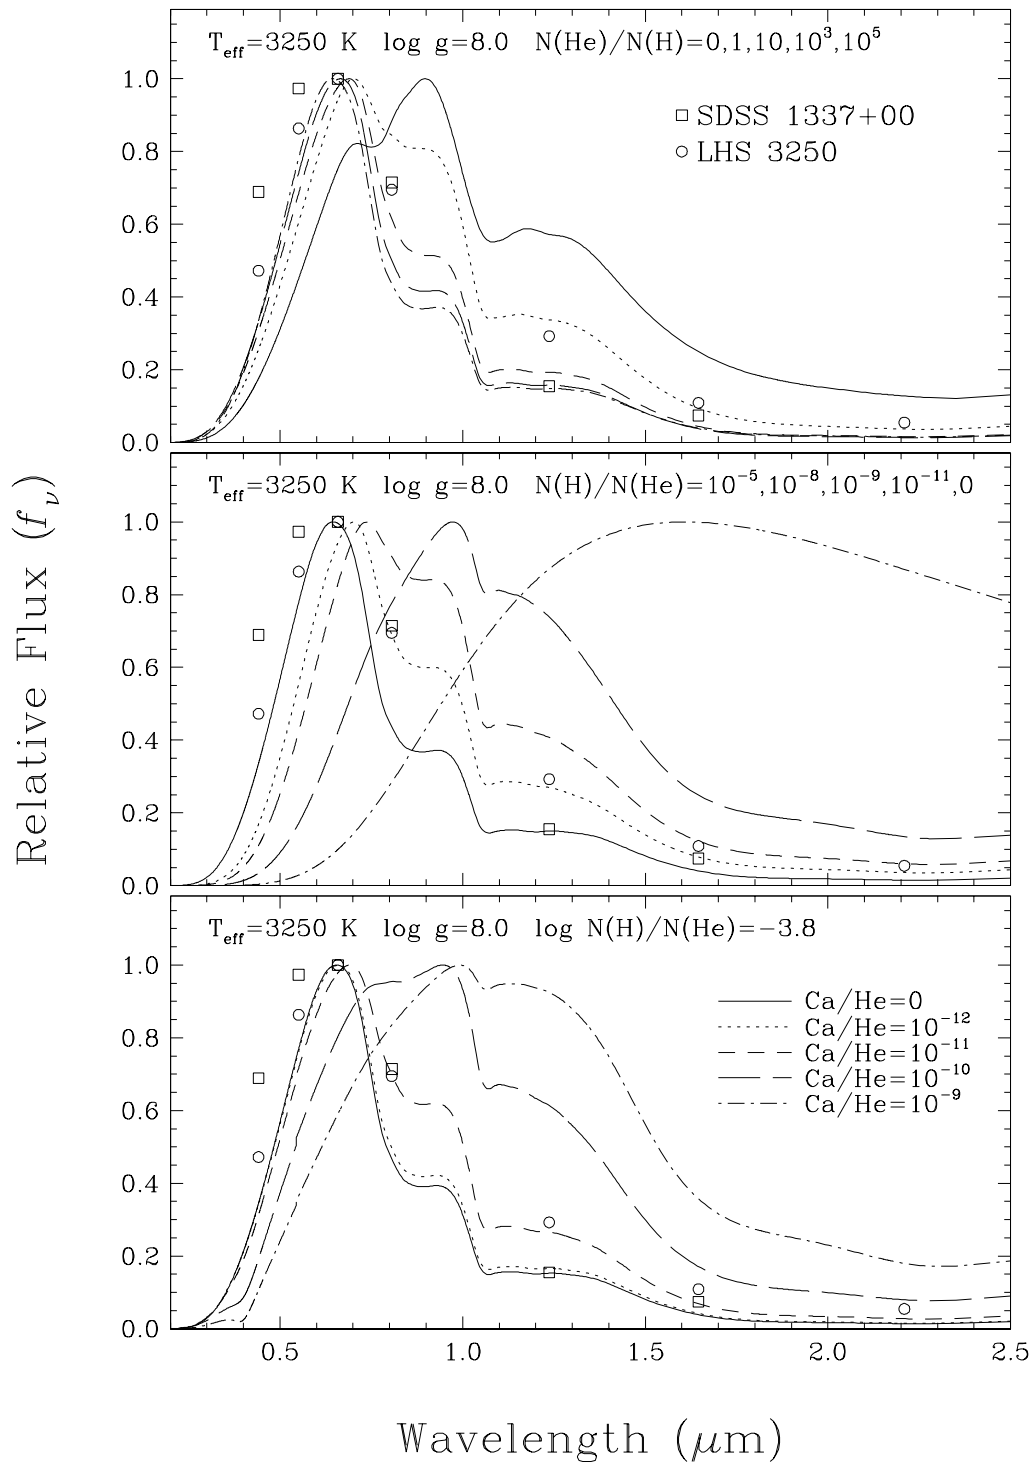 T_eff=3250 K log g=8.0 N(He)/N(H)=0,1,10,10³,10⁵
1.0
0.8
0.6
0.4
0.2
0.0
□ SDSS 1337+00
○ LHS 3250
T_eff=3250 K log g=8.0 N(H)/N(He)=10⁻⁵,10⁻⁸,10⁻⁹,10⁻¹¹,0
1.0
0.8
0.6
0.4
0.2
0.0
Relative Flux (f_ν)
T_eff=3250 K log g=8.0 log N(H)/N(He)=−3.8
1.0
0.8
0.6
0.4
0.2
0.0
Ca/He=0
Ca/He=10⁻¹²
Ca/He=10⁻¹¹
Ca/He=10⁻¹⁰
Ca/He=10⁻⁹
0.5 1.0 1.5 2.0 2.5
Wavelength (μm)